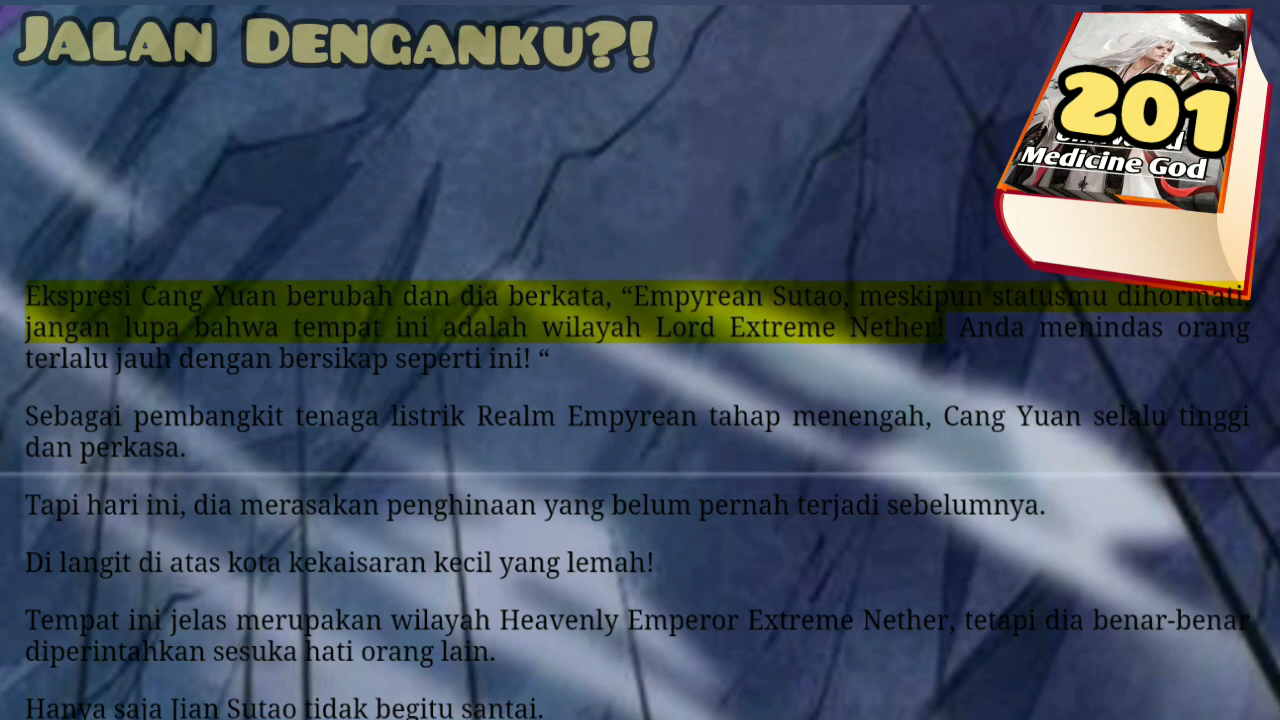 JALAN DENGANKU?!
201
Medicine God
Ekspresi Cang Yuan berubah dan dia berkata, “Empyrean Sutao, meskipun statusmu dihormati,
jangan lupa bahwa tempat ini adalah wilayah Lord Extreme Nether! Anda menindas orang
terlalu jauh dengan bersikap seperti ini! “
Sebagai pembangkit tenaga listrik Realm Empyrean tahap menengah, Cang Yuan selalu tinggi
dan perkasa.
Tapi hari ini, dia merasakan penghinaan yang belum pernah terjadi sebelumnya.
Di langit di atas kota kekaisaran kecil yang lemah!
Tempat ini jelas merupakan wilayah Heavenly Emperor Extreme Nether, tetapi dia benar-benar
diperintahkan sesuka hati orang lain.
Hanya saja Jian Sutao tidak begitu santai.